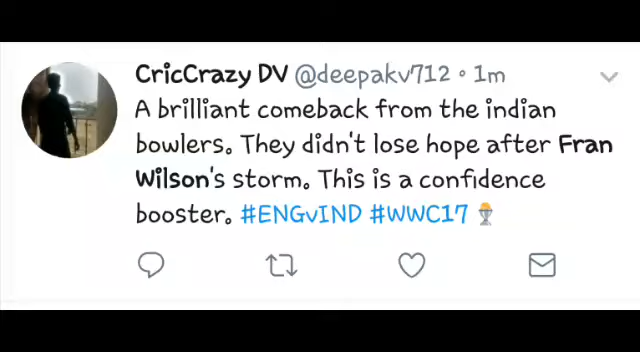 CricCrazy DV @deepakv712 • 1m
A brilliant comeback from the indian
bowlers. They didn't lose hope after Fran
Wilson's storm. This is a confidence
booster. #ENGvIND #WWC17